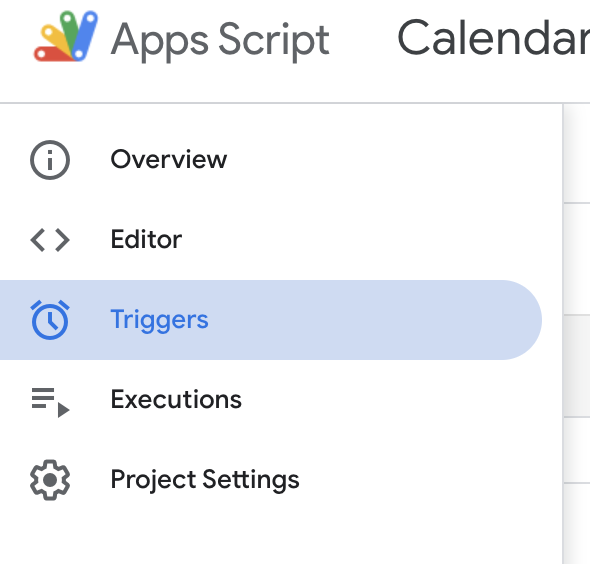 Apps Script Calendar
Overview
Editor
Triggers
Executions
Project Settings